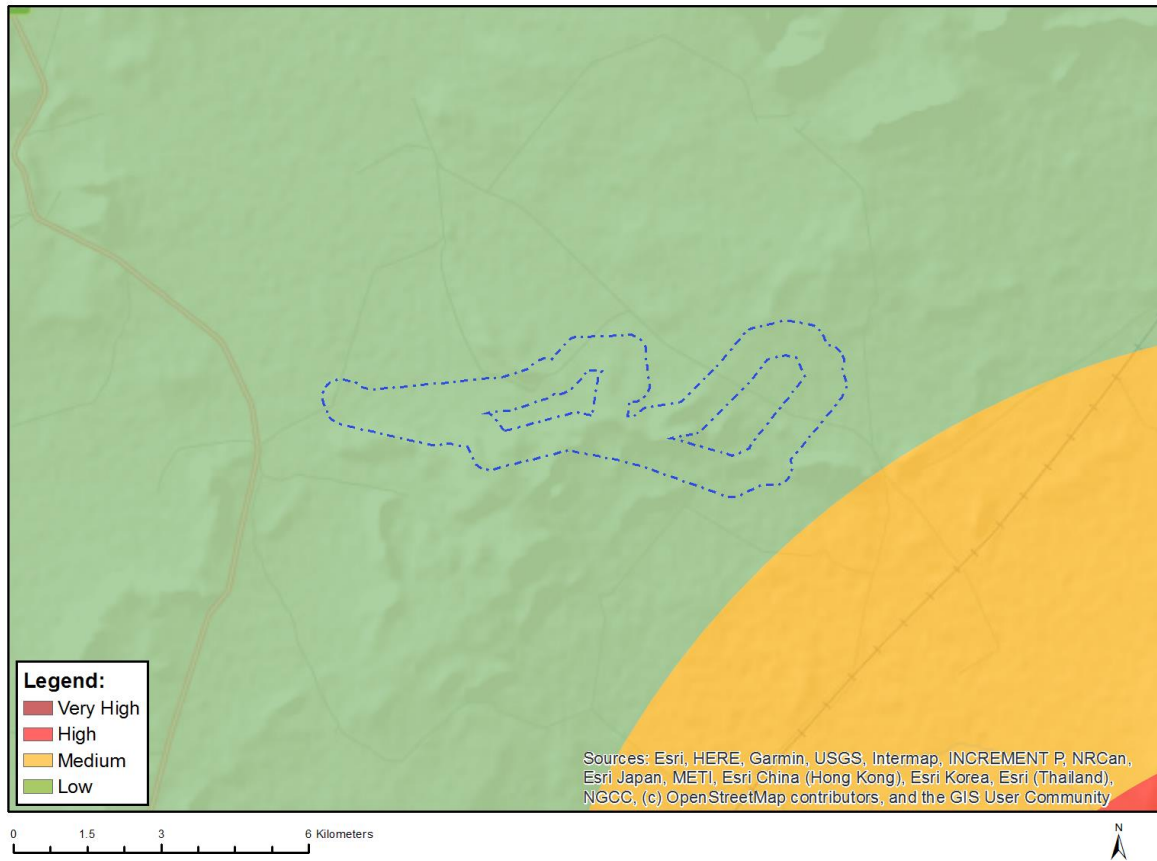 Legend:
Very High
High
Medium
Low
Sources: Esri, HERE, Garmin, USGS, Intermap, INCREMENT P, NRCan,
Esri Japan, METI, Esri China (Hong Kong), Esri Korea, Esri (Thailand),
NGCC, (c) OpenStreetMap contributors, and the GIS User Community
0 1.5 3 6 Kilometers
N